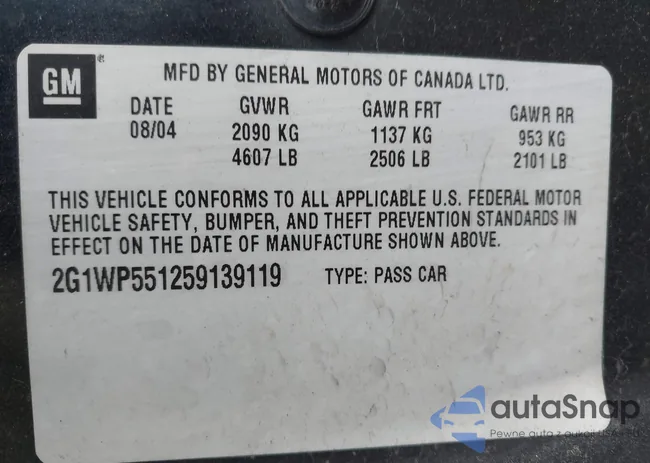 GM
MFD BY GENERAL MOTORS OF CANADA LTD.
DATE GVWR GAWR FRT GAWR RR
08/04 2090 KG 1137 KG 953 KG
4607 LB 2506 LB 2101 LB
THIS VEHICLE CONFORMS TO ALL APPLICABLE U.S. FEDERAL MOTOR
VEHICLE SAFETY, BUMPER, AND THEFT PREVENTION STANDARDS IN
EFFECT ON THE DATE OF MANUFACTURE SHOWN ABOVE.
2G1WP551259139119 TYPE: PASS CAR
autaSnap
Pewne auta z aukcji